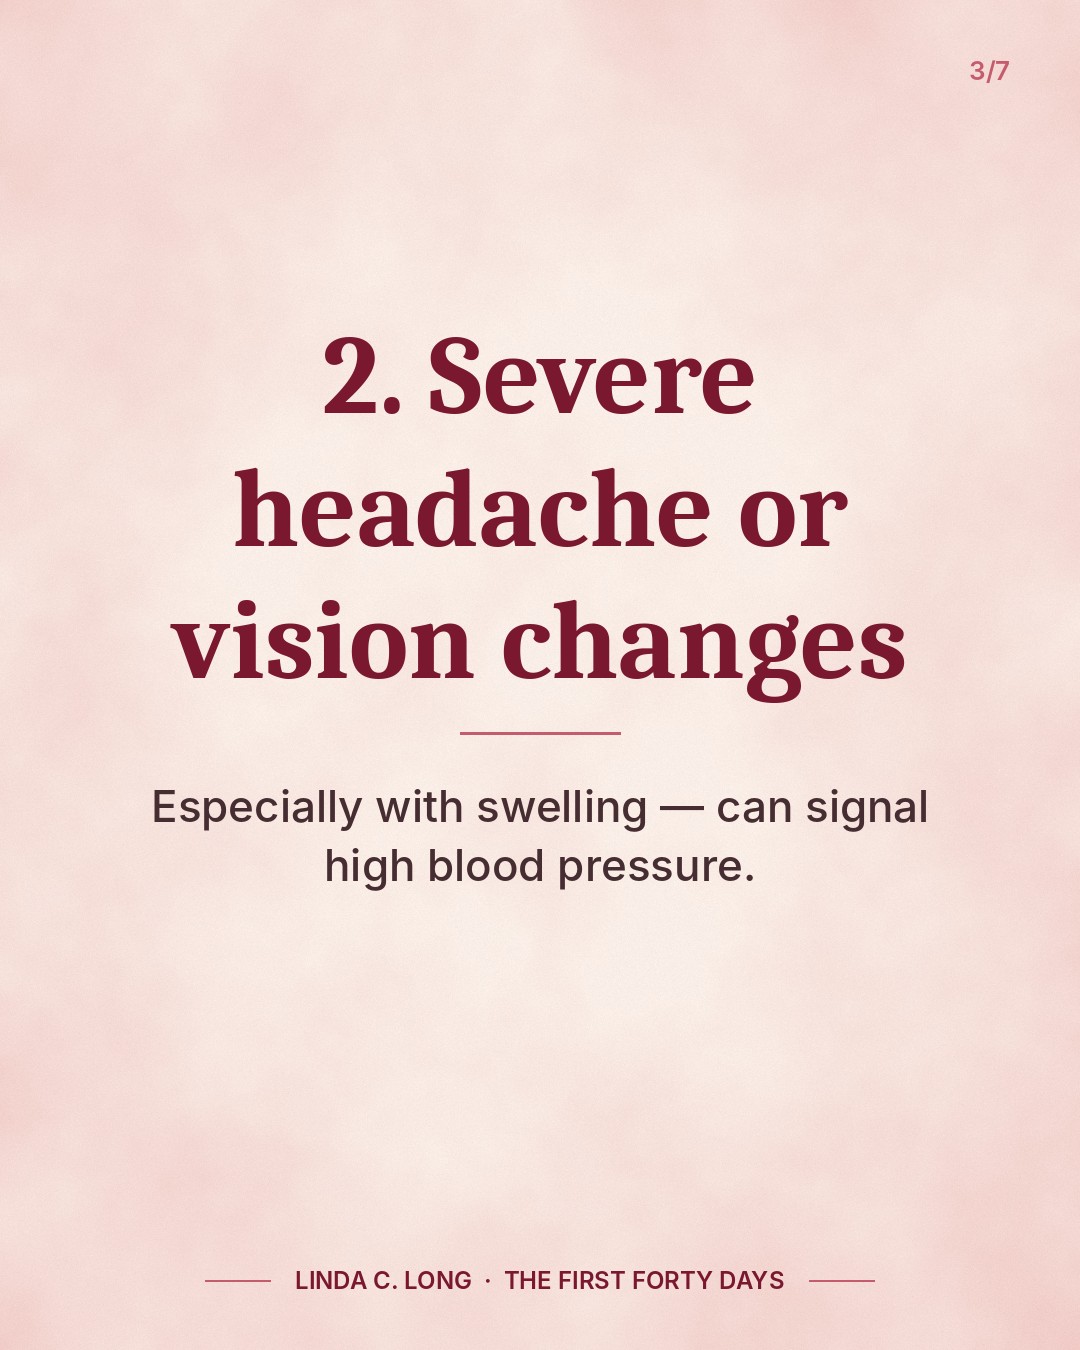 3/7
2. Severe
headache or
vision changes
Especially with swelling — can signal
high blood pressure.
LINDA C. LONG · THE FIRST FORTY DAYS